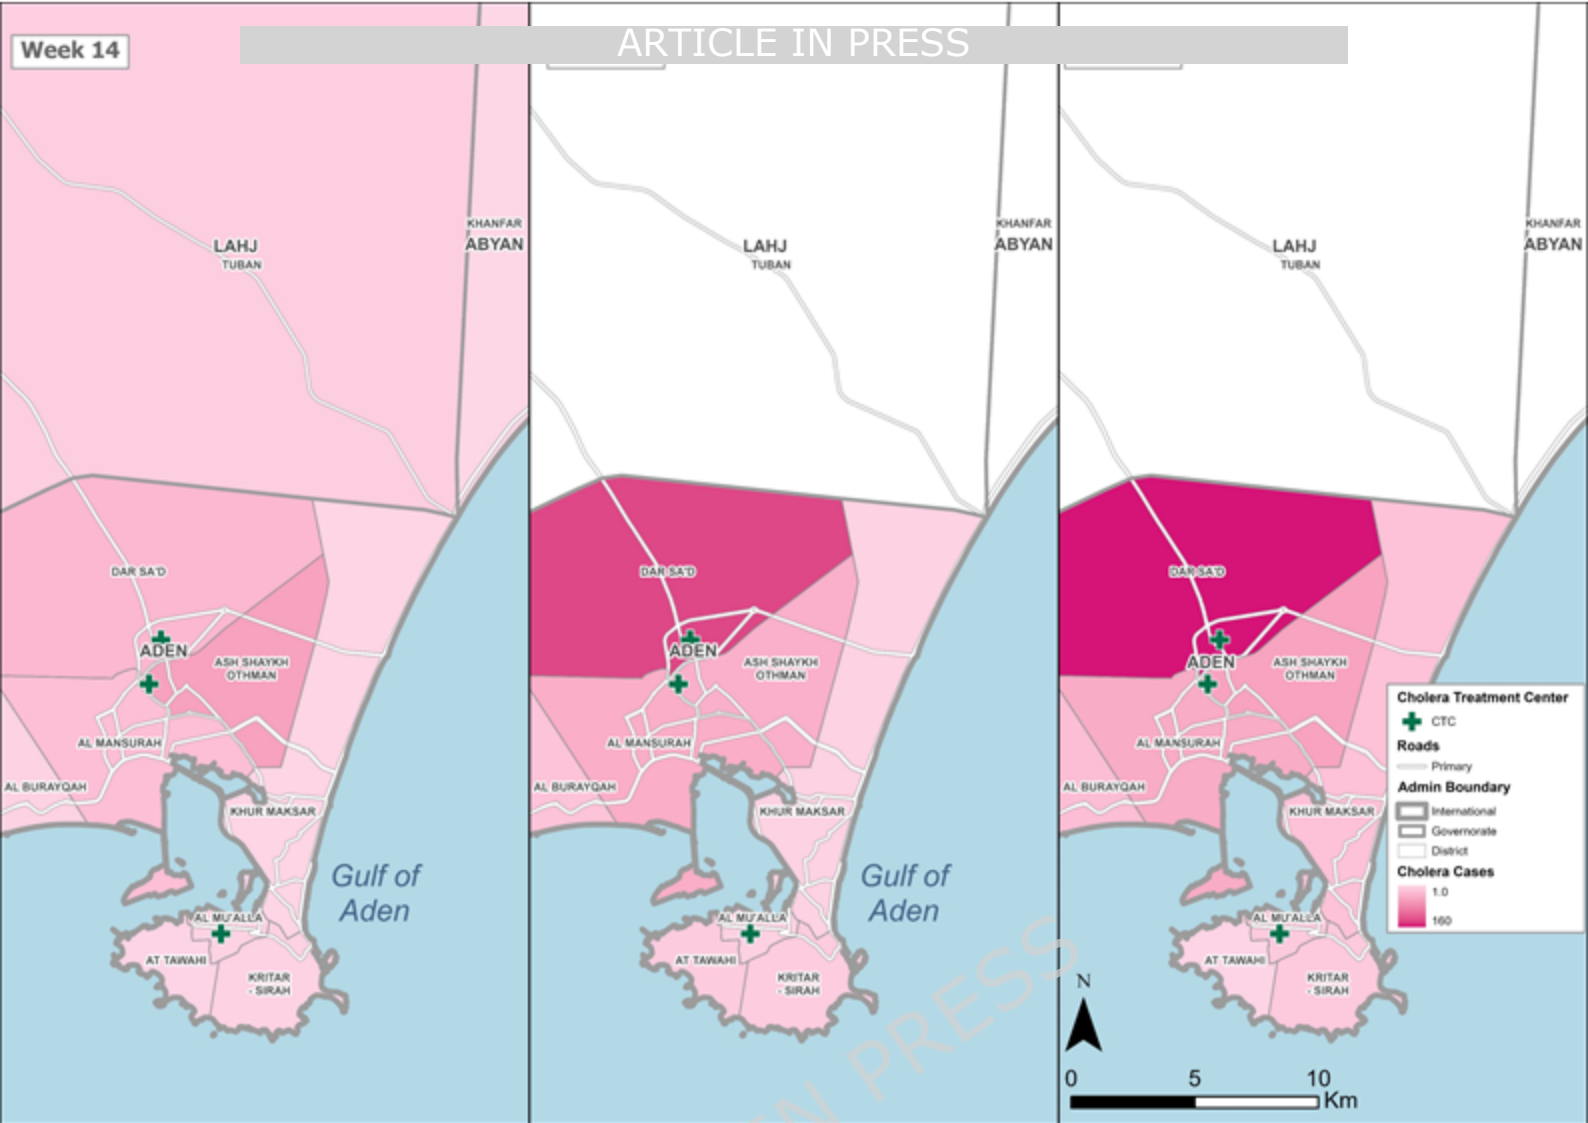 ARTICLE IN PRESS
Week 14
KHANFAR
ABYAN
LAHJ
TUBAN
DAR SA'D
ADEN
ASH SHAYKH
OTHMAN
AL MANSURAH
AL BURAYQAH
KHUR MAKSAR
Gulf of
Aden
AL MU'ALLA
AT TAWAHI
KRITAR
- SIRAH
KHANFAR
ABYAN
LAHJ
TUBAN
DAR SA'D
ADEN
ASH SHAYKH
OTHMAN
AL MANSURAH
AL BURAYQAH
KHUR MAKSAR
Gulf of
Aden
AL MU'ALLA
AT TAWAHI
KRITAR
- SIRAH
KHANFAR
ABYAN
LAHJ
TUBAN
DAR SA'D
ADEN
ASH SHAYKH
OTHMAN
AL MANSURAH
AL BURAYQAH
KHUR MAKSAR
AL MU'ALLA
AT TAWAHI
KRITAR
- SIRAH
Cholera Treatment Center
CTC
Roads
Primary
Admin Boundary
International
Governorate
District
Cholera Cases
1.0
160
N
0 5 10
Km
IN PRESS